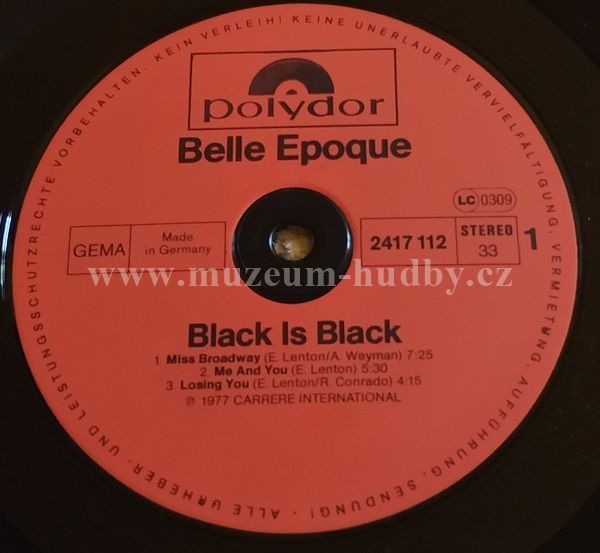 ALLE URHEBER- UND LEISTUNGSSCHUTZRECHTE VORBEHALTEN. KEIN VERLEIH! KEINE UNERLAUBTE VERVIELFÄLTIGUNG, VERMIETUNG, AUFFÜHRUNG, SENDUNG! ·
polydor
Belle Epoque
LC 0309
GEMA
Made
in Germany
2417 112
STEREO
33
1
www.muzeum-hudby.cz
Black Is Black
1. Miss Broadway (E. Lenton/A. Weyman) 7:25
2. Me And You (E. Lenton) 5:30
3. Losing You (E. Lenton/R. Conrado) 4:15
℗ 1977 CARRERE INTERNATIONAL